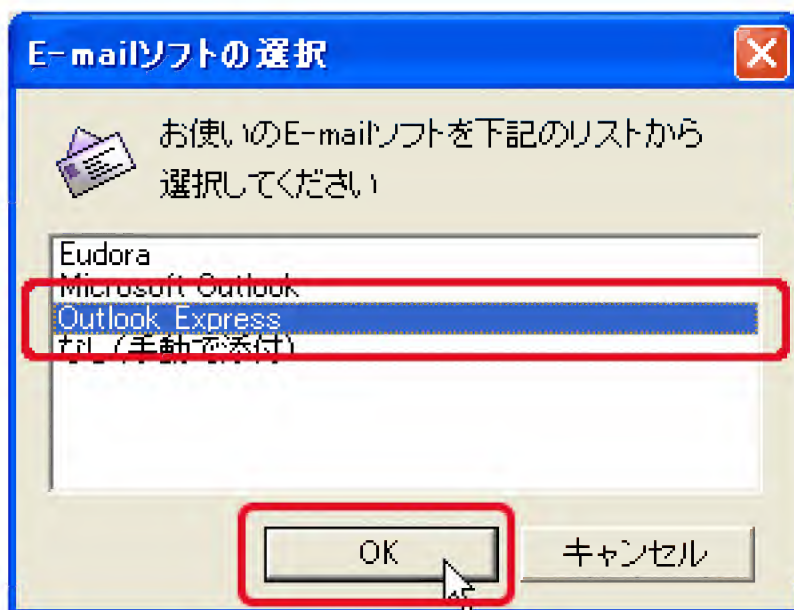 E-mailソフトの選択
お使いのE-mailソフトを下記のリストから
選択してください
Eudora
Microsoft Outlook
Outlook Express
なし(手動で添付)
OK
キャンセル